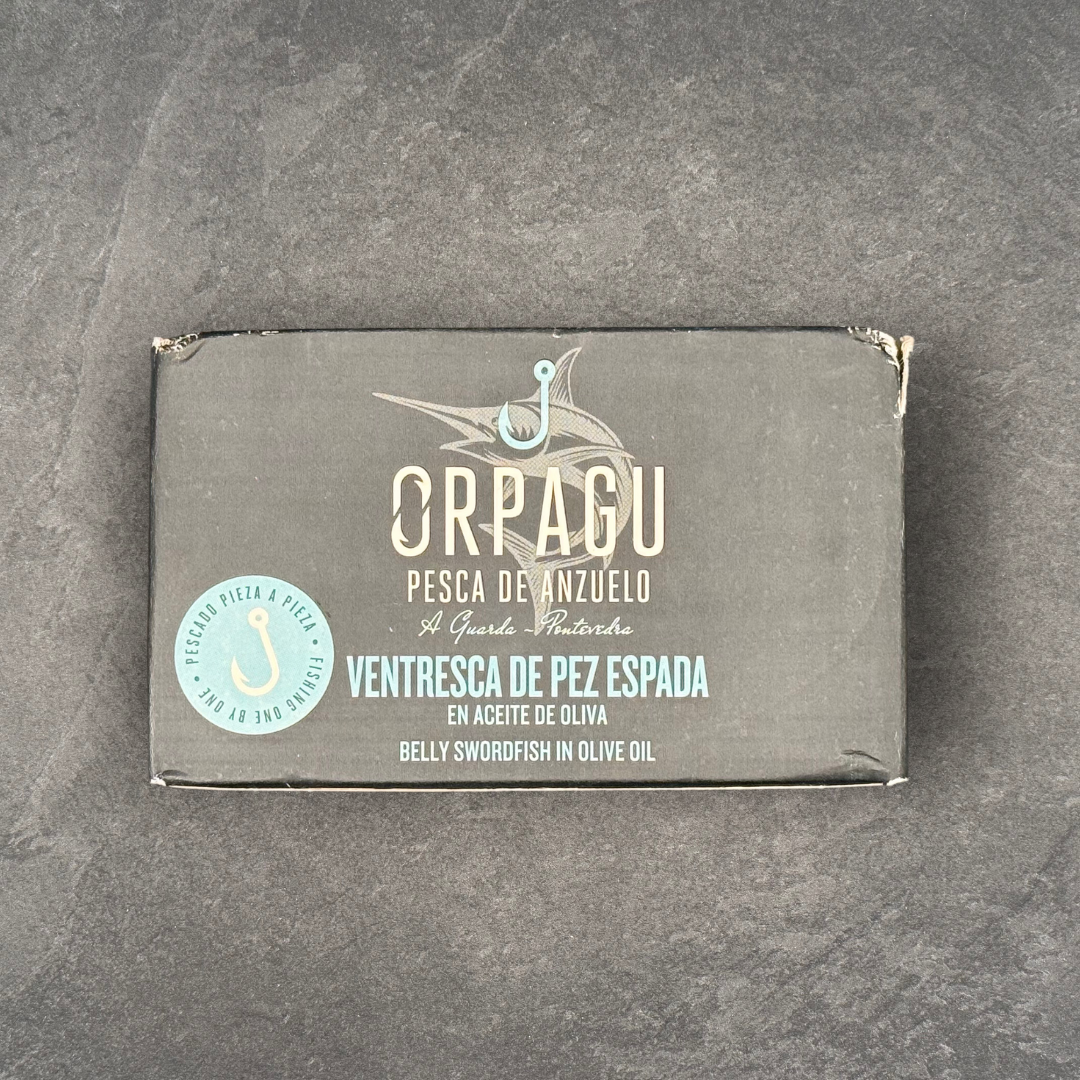 ORPAGU
PESCA DE ANZUELO
A Guarda - Pontevedra
PESCADO PIEZA A PIEZA • FISHING ONE BY ONE •
VENTRESCA DE PEZ ESPADA
EN ACEITE DE OLIVA
BELLY SWORDFISH IN OLIVE OIL